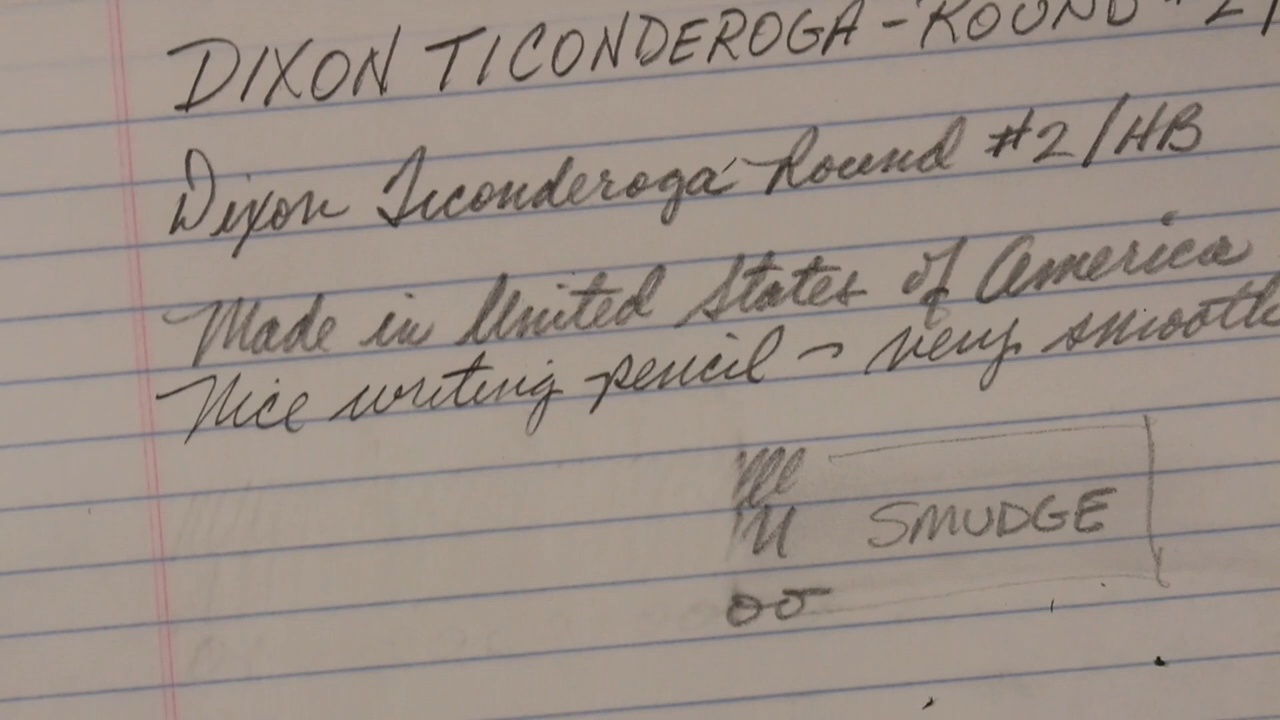 DIXON TICONDEROGA - ROUND #2/
Dixon Ticonderoga Round #2/HB
Made in United States of America
Nice writing pencil - very smooth
SMUDGE